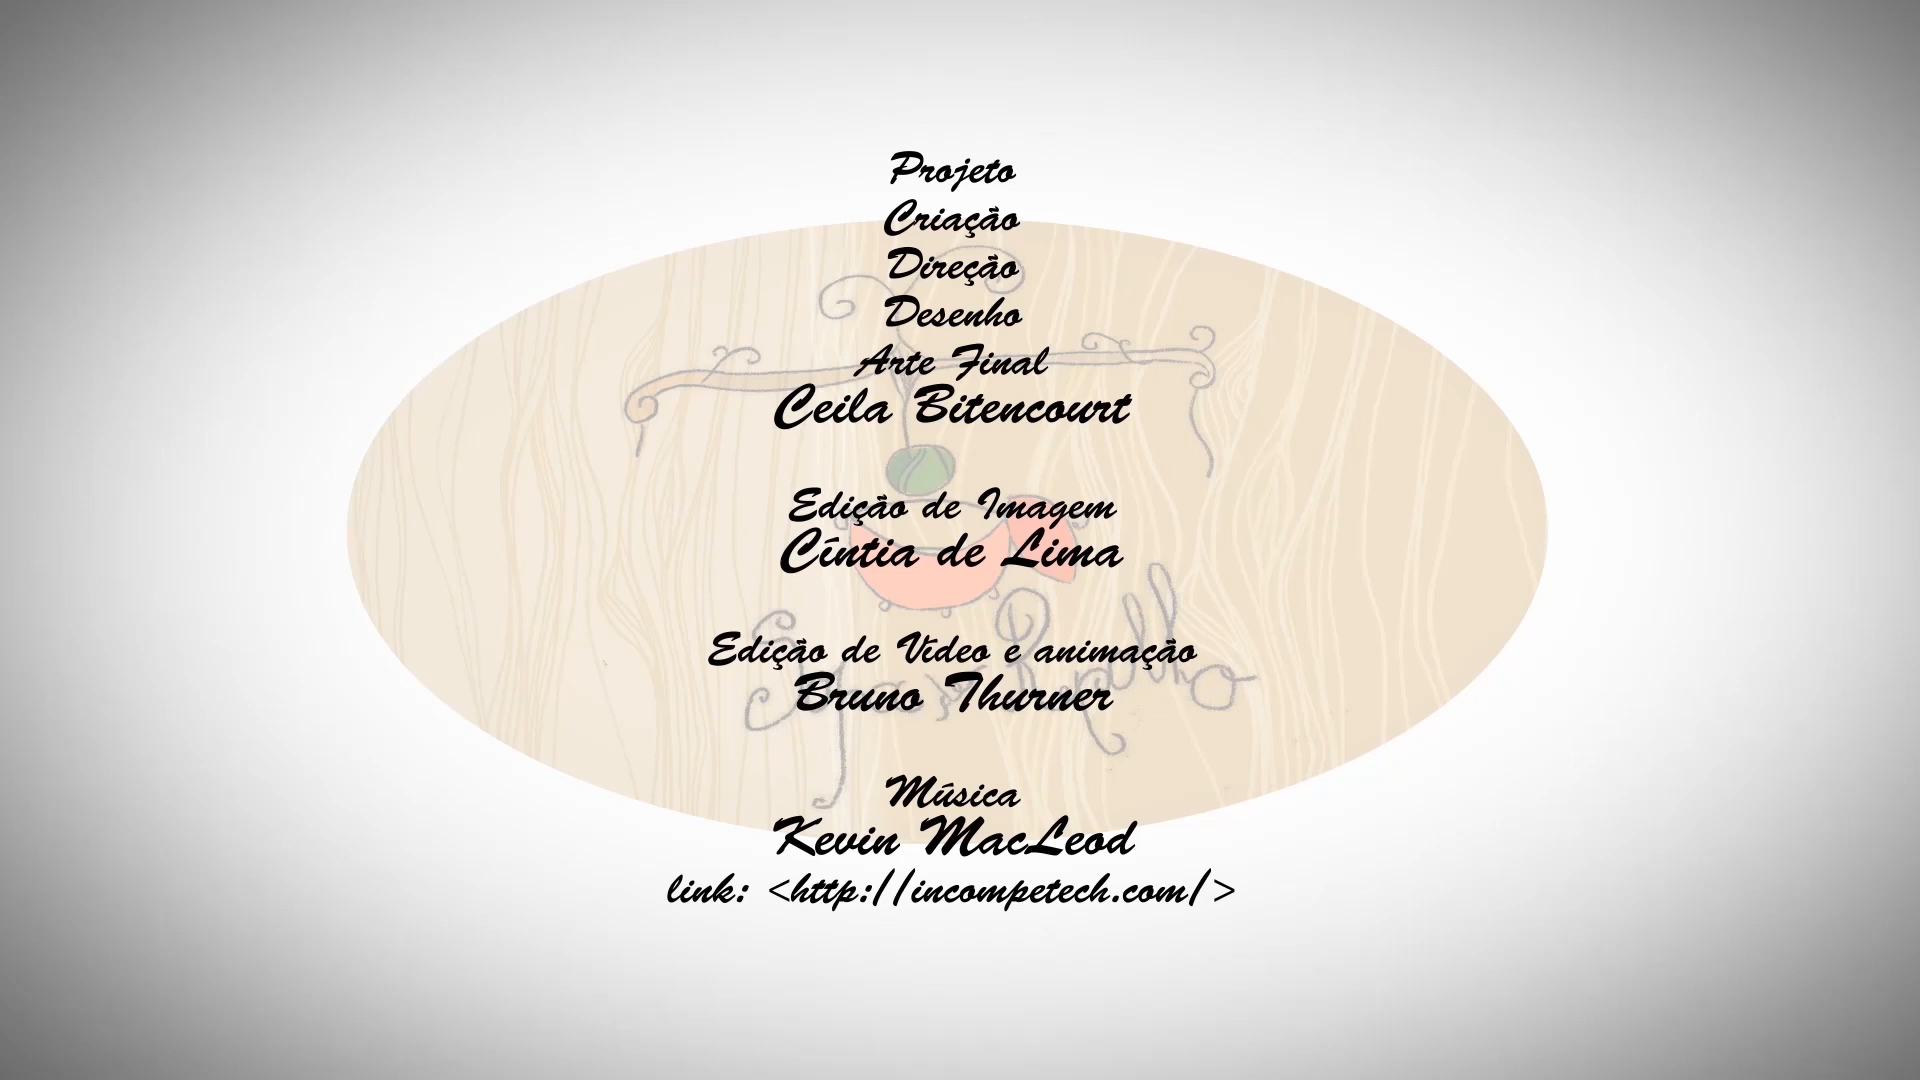 Projeto
Criação
Direção
Desenho
Arte Final
Ceila Bitencourt
Edição de Imagem
Cíntia de Lima
Edição de Vídeo e animação
Bruno Thurner
Música
Kevin MacLeod
link: <http://incompetech.com/>